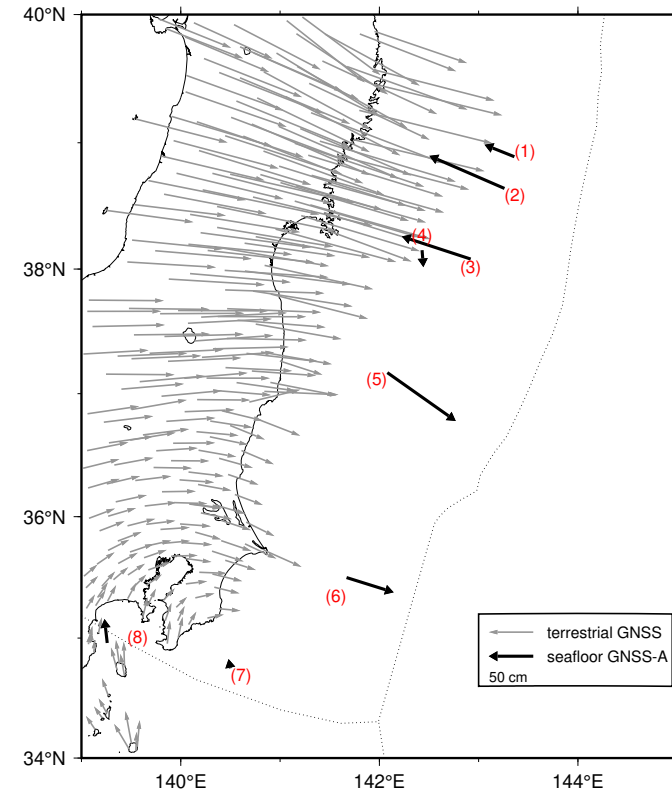 40°N
(1)
(2)
(4)
(3)
38°N
(5)
36°N
(6)
terrestrial GNSS
(8)
seafloor GNSS-A
(7)
50 cm
34°N
140°E 142°E 144°E